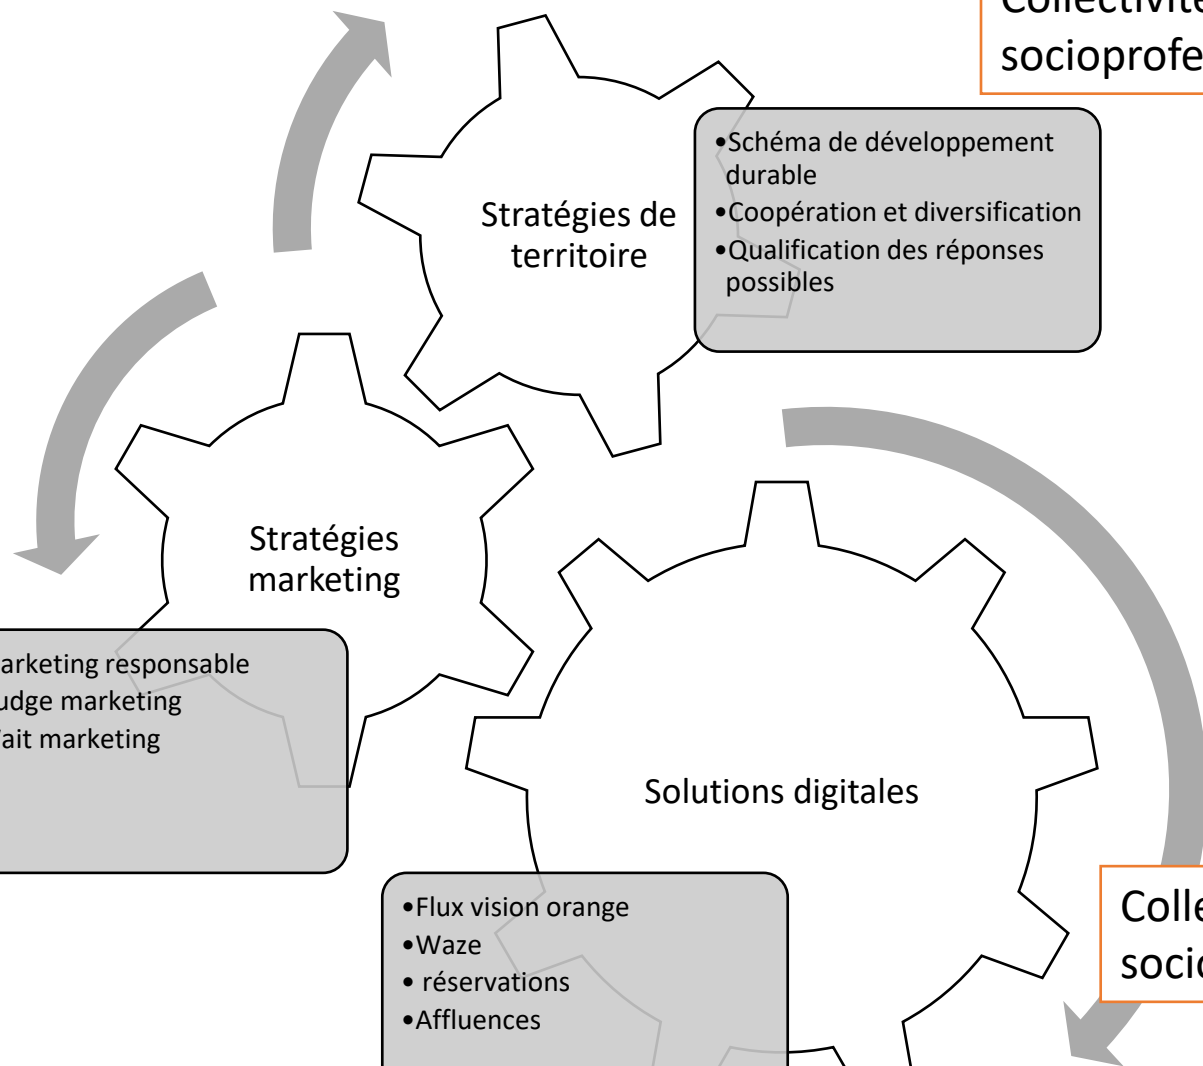 socioprofe
•Schéma de développement
durable
•Coopération et diversification
•Qualification des réponses
possibles
Stratégies de
territoire
Stratégies
marketing
arketing responsable
udge marketing
ait marketing
Solutions digitales
•Flux vision orange
•Waze
• réservations
•Affluences
Colle
socio